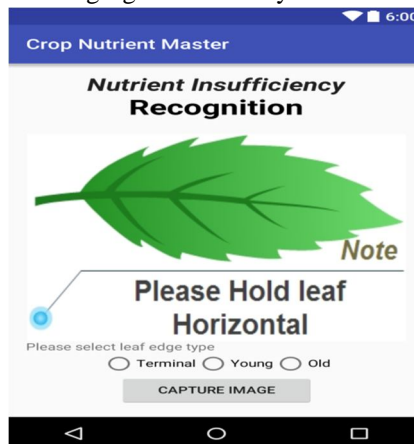 6:00
Crop Nutrient Master
Nutrient Insufficiency
Recognition
Note
Please Hold leaf
Horizontal
Please select leaf edge type
Terminal Young Old
CAPTURE IMAGE